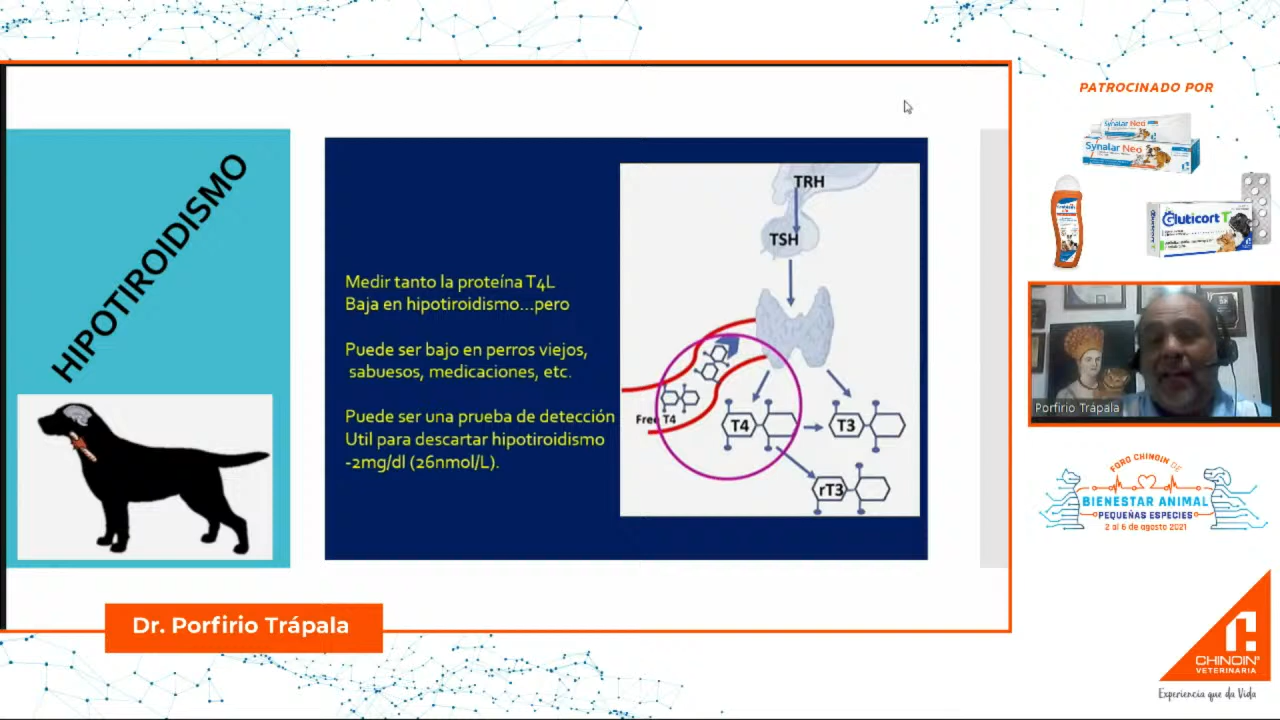 PATROCINADO POR
Synalar Neo
Synalar Neo
Gluticort T
HIPOTIROIDISMO
Medir tanto la proteína T4L
Baja en hipotiroidismo...pero
Puede ser bajo en perros viejos,
sabuesos, medicaciones, etc.
Puede ser una prueba de detección
Util para descartar hipotiroidismo
-2mg/dl (26nmol/L).
TRH
TSH
Free T4
T4
T3
rT3
Porfirio Trápala
FORO CHINOIN DE
BIENESTAR ANIMAL
PEQUEÑAS ESPECIES
2 al 6 de agosto 2021
Dr. Porfirio Trápala
CHINOIN
VETERINARIA
Experiencia que da Vida